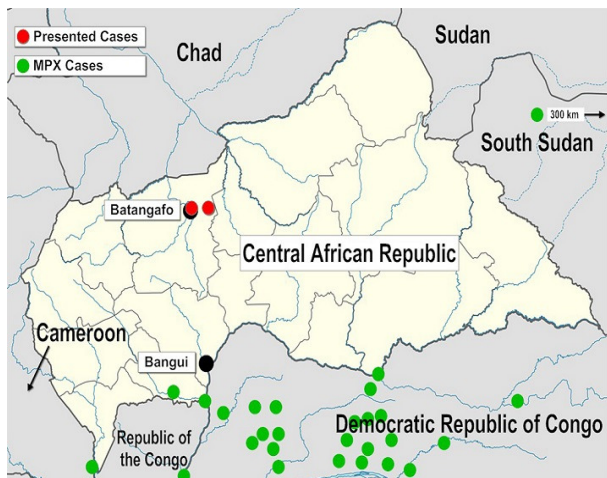 Presented Cases
MPX Cases
Chad
Sudan
300 km
South Sudan
Batangafo
Central African Republic
Cameroon
Bangui
Democratic Republic of Congo
Republic of
the Congo